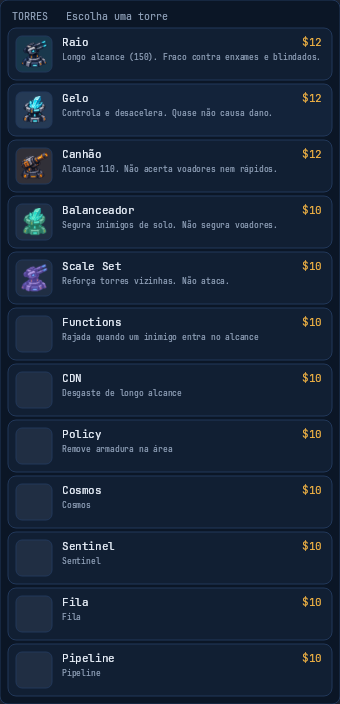 TORRES Escolha uma torre
Raio $12
Longo alcance (150). Fraco contra enxames e blindados.
Gelo $12
Controla e desacelera. Quase não causa dano.
Canhão $12
Alcance 110. Não acerta voadores nem rápidos.
Balanceador $10
Segura inimigos de solo. Não segura voadores.
Scale Set $10
Reforça torres vizinhas. Não ataca.
Functions $10
Rajada quando um inimigo entra no alcance
CDN $10
Desgaste de longo alcance
Policy $10
Remove armadura na área
Cosmos $10
Cosmos
Sentinel $10
Sentinel
Fila $10
Fila
Pipeline $10
Pipeline